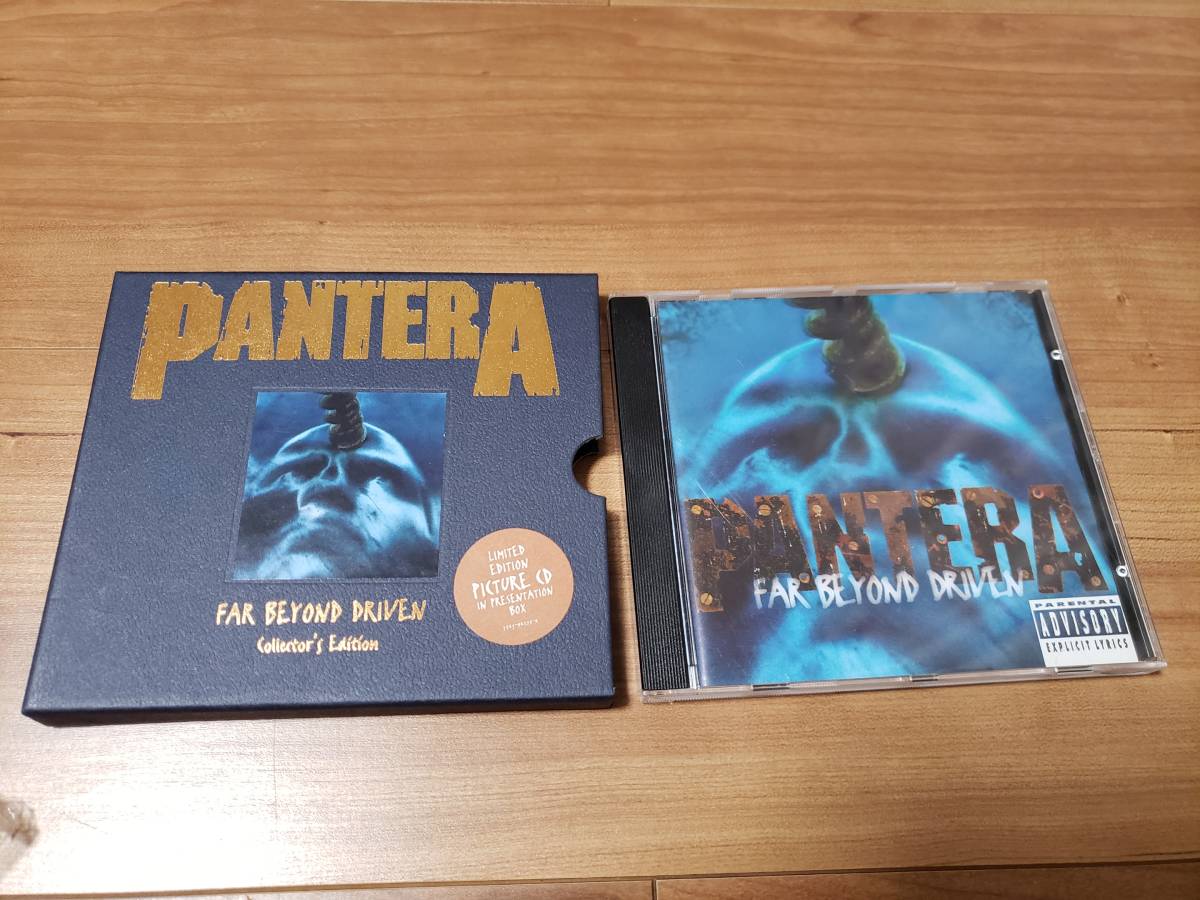 PANTERA
FAR BEYOND DRIVEN
Collector's Edition
LIMITED
EDITION
PICTURE CD
IN PRESENTATION
BOX
PANTERA
FAR BEYOND DRIVEN
PARENTAL
ADVISORY
EXPLICIT LYRICS